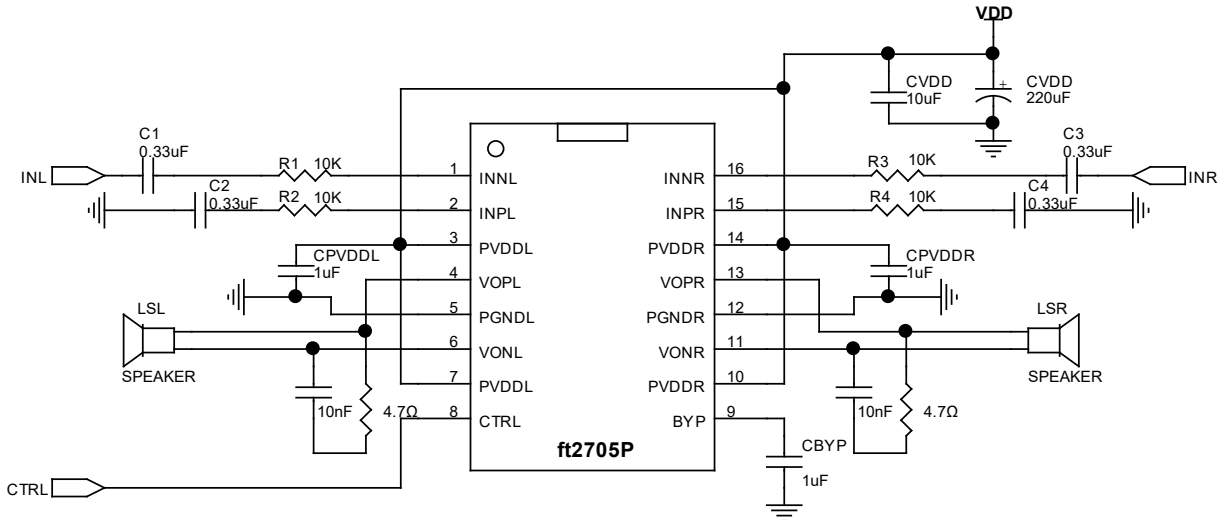 VDD
CVDD
10uF
+
CVDD
220uF
C1
0.33uF
R1 10K
INL
C2
0.33uF
R2 10K
1 INNL
2 INPL
3 PVDDL
4 VOPL
5 PGNDL
6 VONL
7 PVDDL
8 CTRL
INNR 16
INPR 15
PVDDR 14
VOPR 13
PGNDR 12
VONR 11
PVDDR 10
BYP 9
ft2705P
R3 10K
C3
0.33uF
INR
R4 10K
C4
0.33uF
CPVDDL
1uF
CPVDDR
1uF
LSL
SPEAKER
LSR
SPEAKER
10nF
4.7Ω
10nF
4.7Ω
CBYP
1uF
CTRL